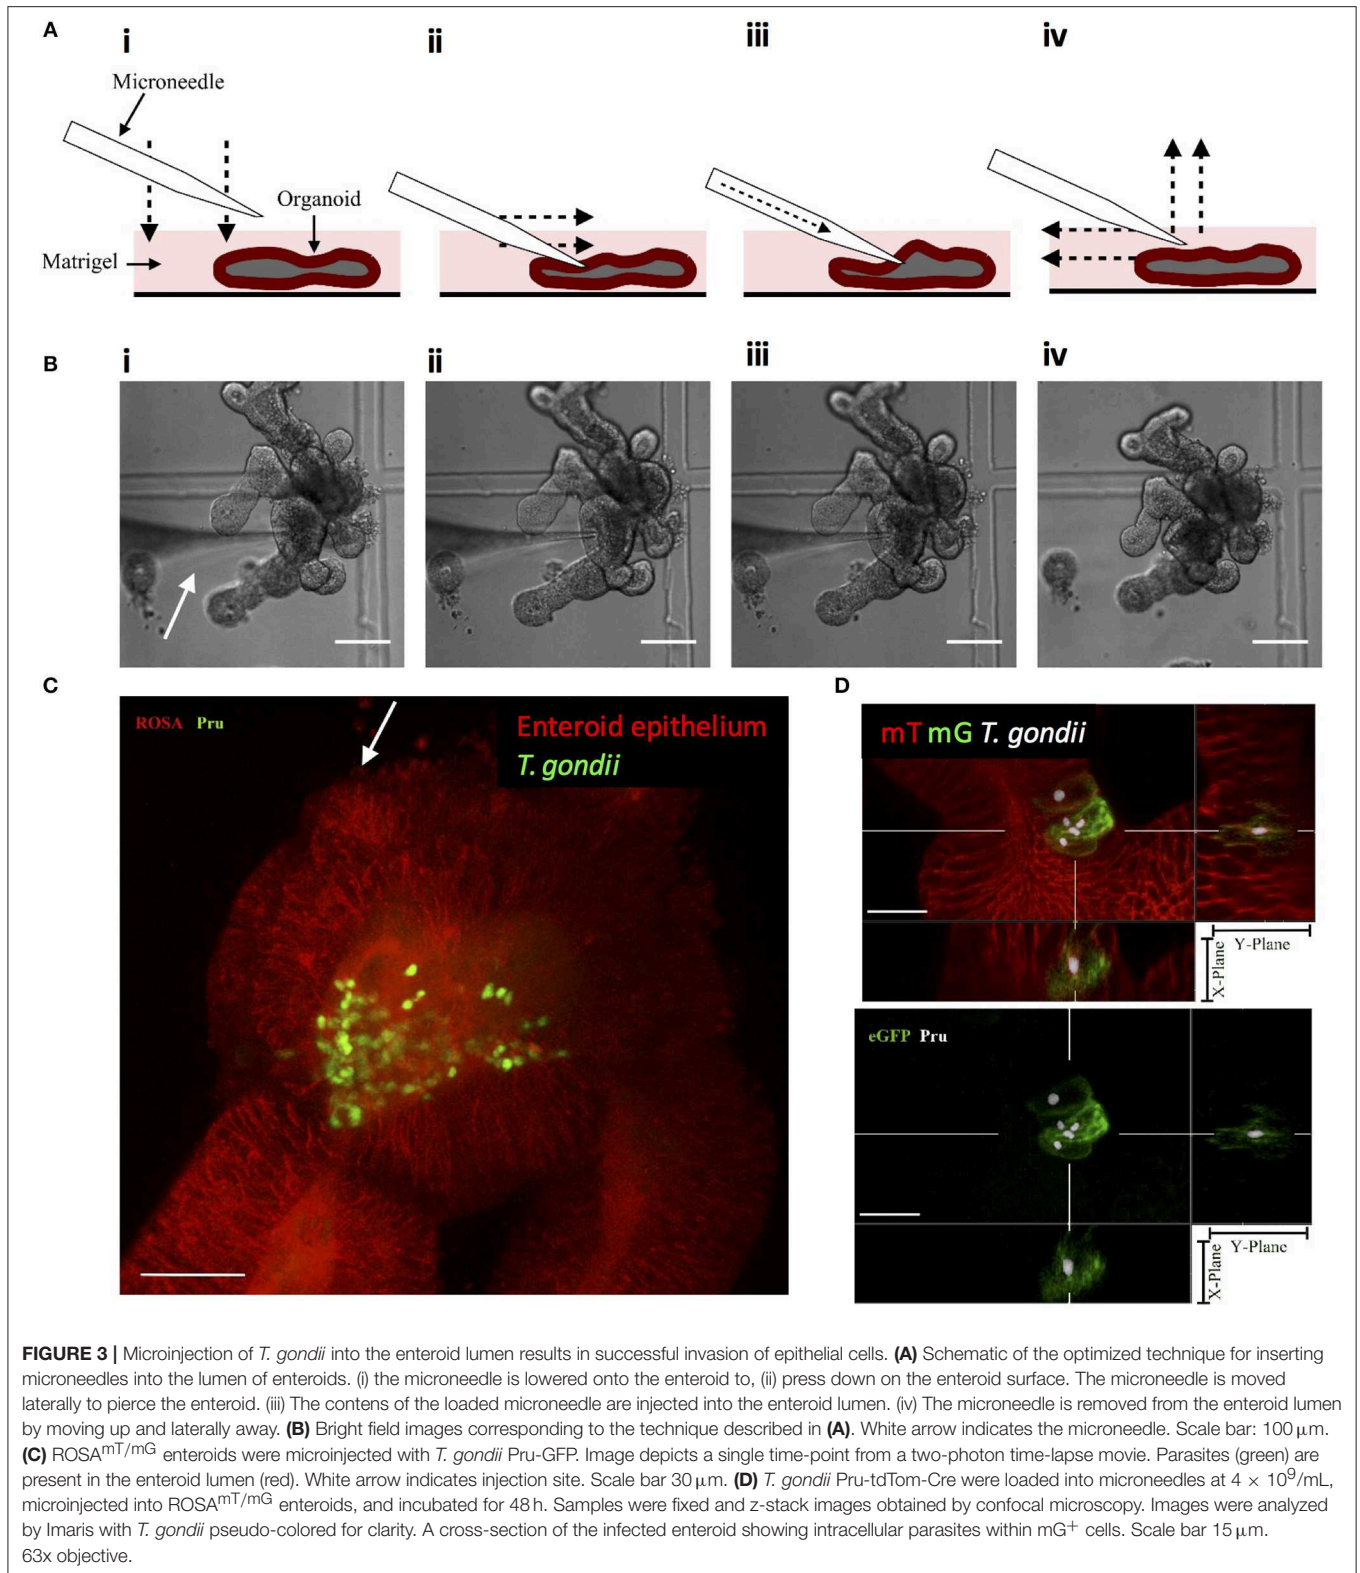 A
i
ii
iii
iv
Microneedle
Organoid
Matrigel
B
i
ii
iii
iv
C
ROSA Pru
Enteroid epithelium
T. gondii
D
mT mG T. gondii
Y-Plane
X-Plane
eGFP Pru
Y-Plane
X-Plane
FIGURE 3 | Microinjection of T. gondii into the enteroid lumen results in successful invasion of epithelial cells. (A) Schematic of the optimized technique for inserting
microneedles into the lumen of enteroids. (i) the microneedle is lowered onto the enteroid to, (ii) press down on the enteroid surface. The microneedle is moved
laterally to pierce the enteroid. (iii) The contens of the loaded microneedle are injected into the enteroid lumen. (iv) The microneedle is removed from the enteroid lumen
by moving up and laterally away. (B) Bright field images corresponding to the technique described in (A). White arrow indicates the microneedle. Scale bar: 100 μm.
(C) ROSA^mT/mG enteroids were microinjected with T. gondii Pru-GFP. Image depicts a single time-point from a two-photon time-lapse movie. Parasites (green) are
present in the enteroid lumen (red). White arrow indicates injection site. Scale bar 30 μm. (D) T. gondii Pru-tdTom-Cre were loaded into microneedles at 4 × 10⁹/mL,
microinjected into ROSA^mT/mG enteroids, and incubated for 48 h. Samples were fixed and z-stack images obtained by confocal microscopy. Images were analyzed
by Imaris with T. gondii pseudo-colored for clarity. A cross-section of the infected enteroid showing intracellular parasites within mG⁺ cells. Scale bar 15 μm.
63x objective.